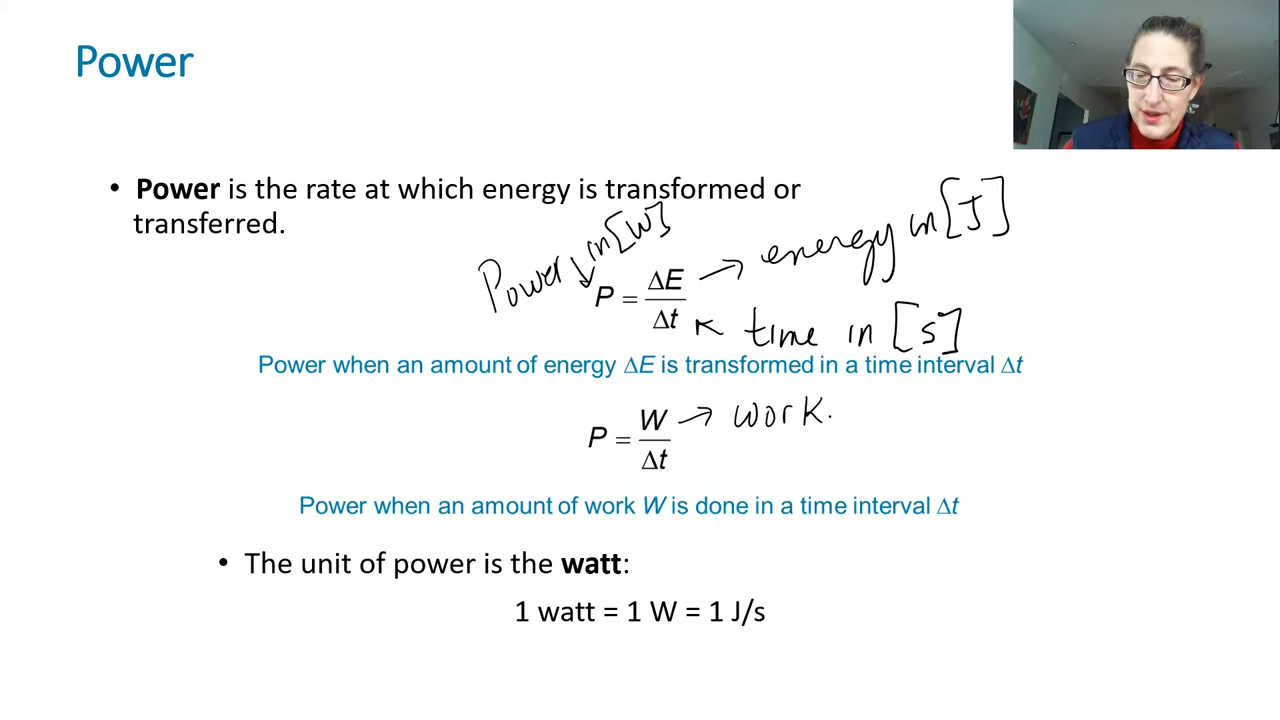 Power
• Power is the rate at which energy is transformed or
transferred.
Power in [W]
P = ΔE/Δt
→ energy in [J]
← time in [s]
Power when an amount of energy ΔE is transformed in a time interval Δt
P = W/Δt
→ work.
Power when an amount of work W is done in a time interval Δt
• The unit of power is the watt:
1 watt = 1 W = 1 J/s